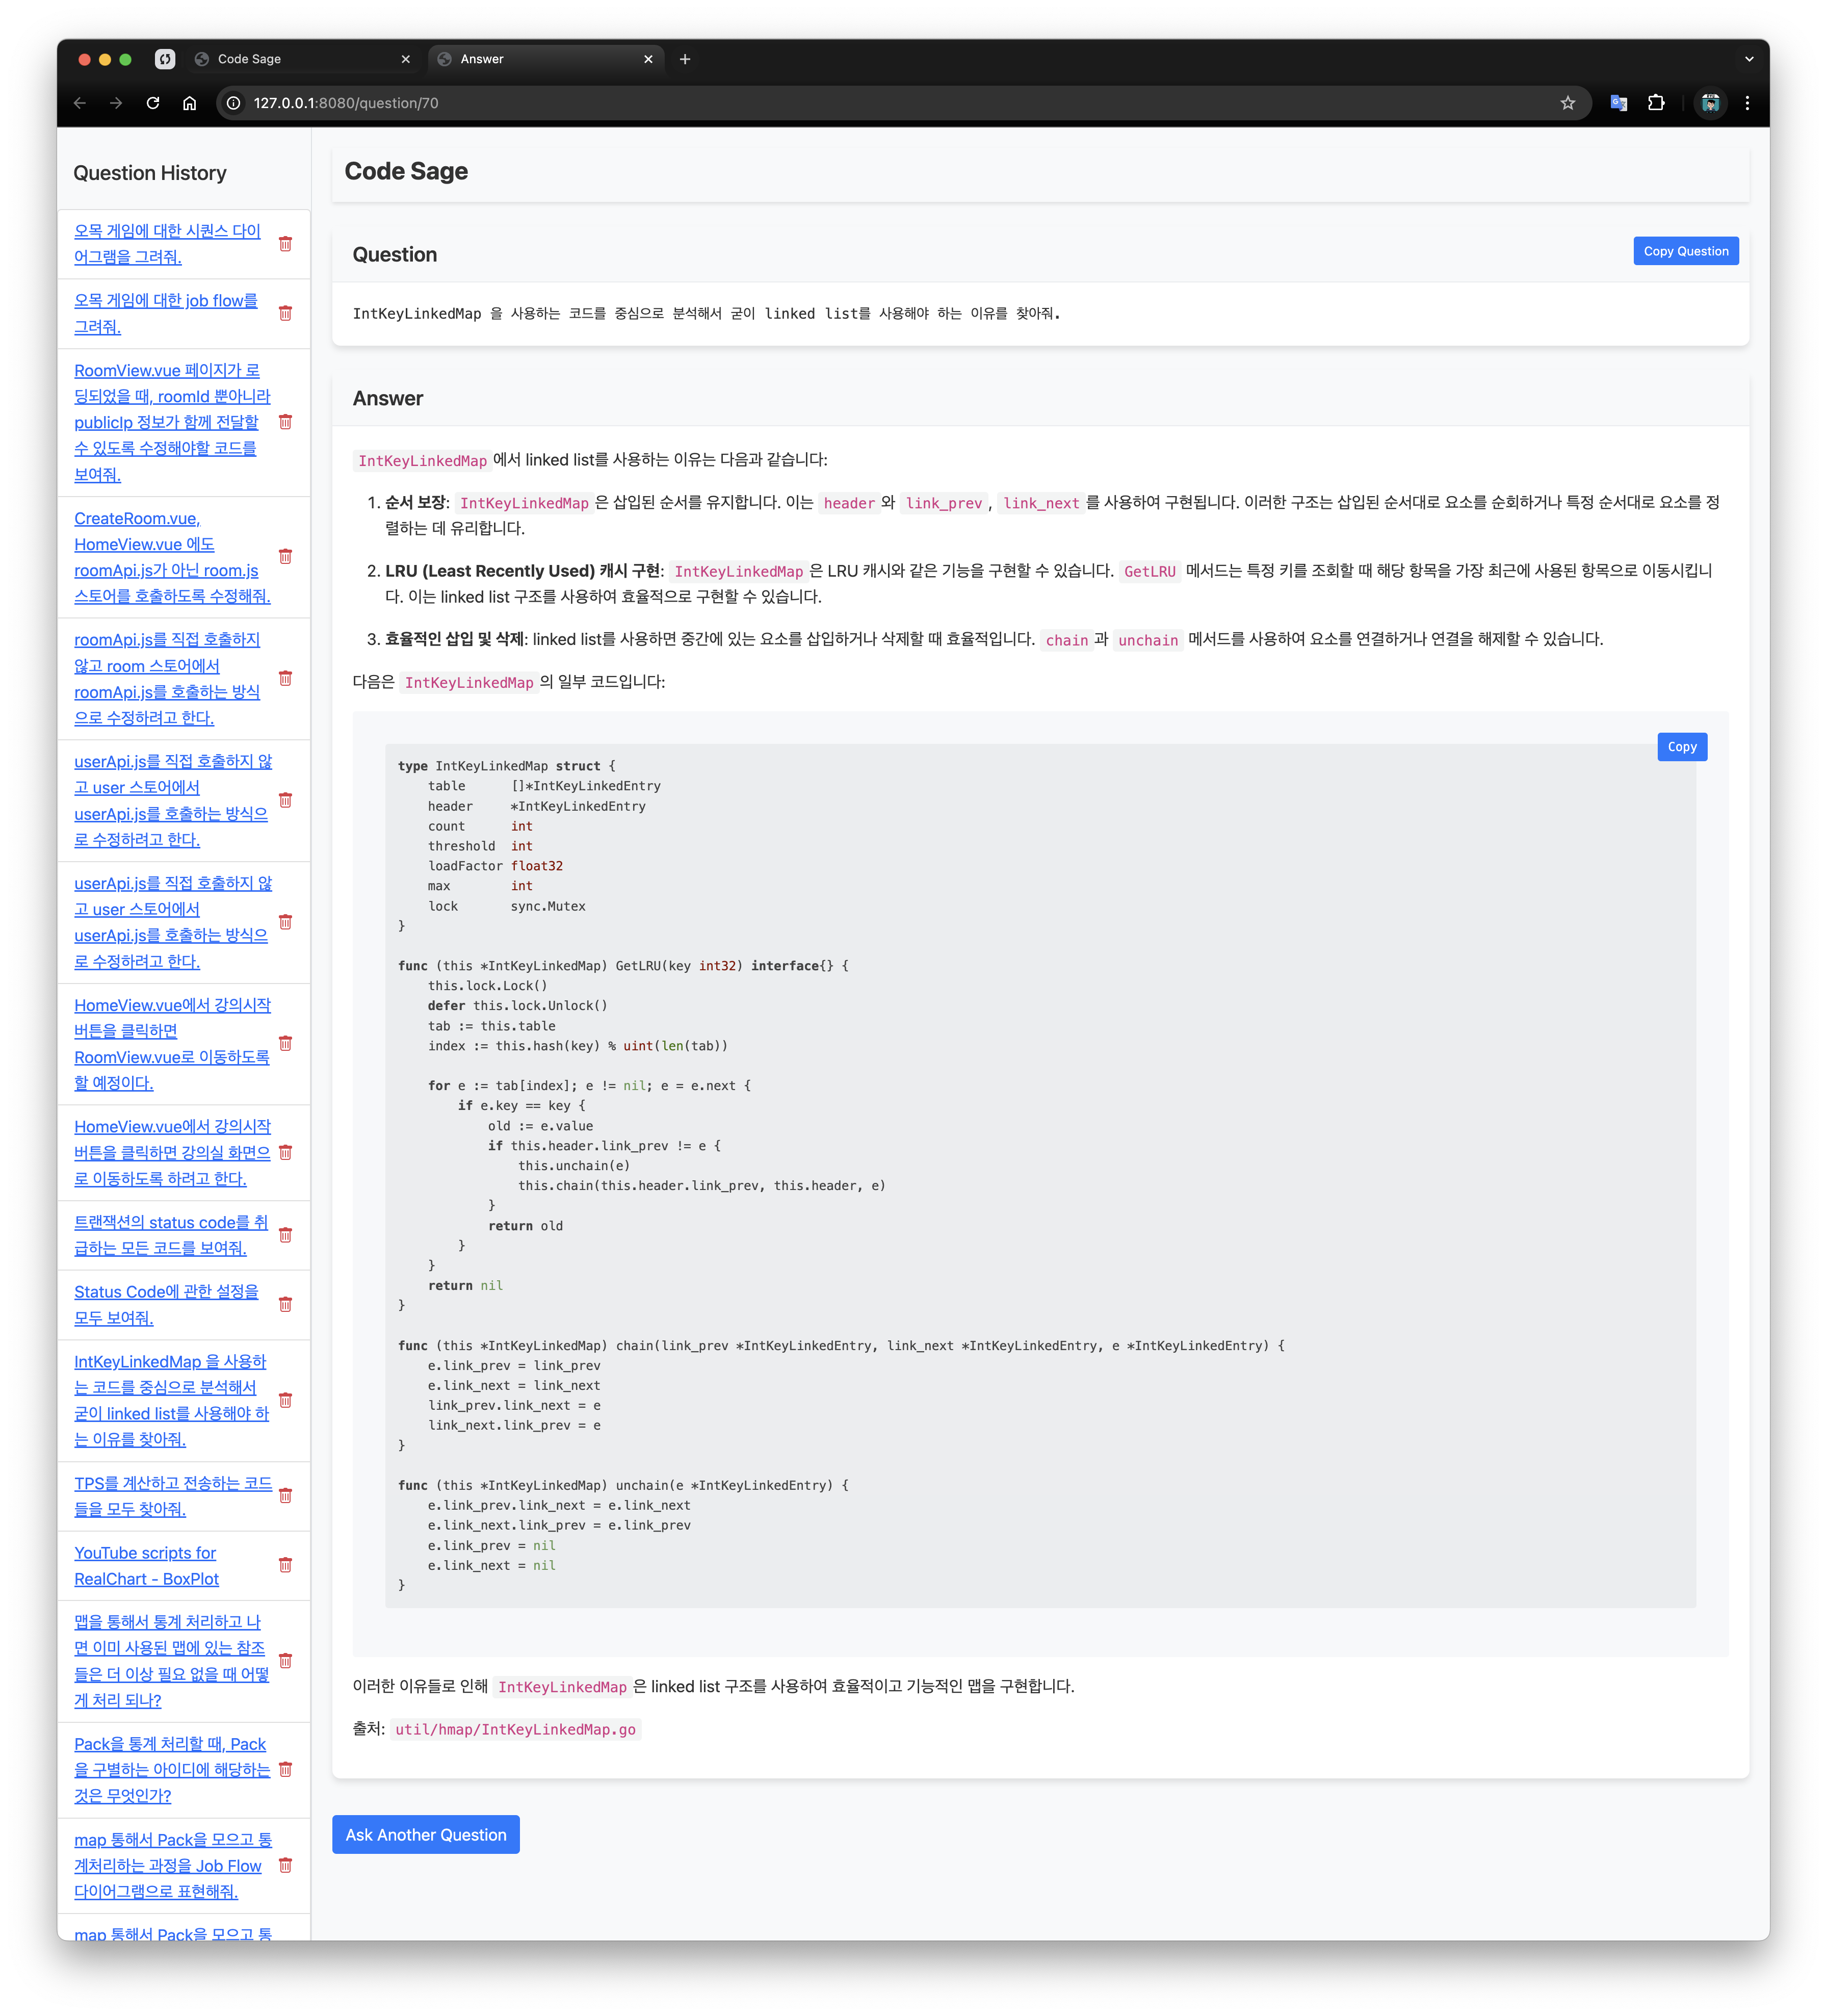 Code Sage
Answer
127.0.0.1:8080/question/70
Question History
오목 게임에 대한 시퀀스 다이
어그램을 그려줘.
오목 게임에 대한 job flow를
그려줘.
RoomView.vue 페이지가 로
딩되었을 때, roomId 뿐아니라
publicIp 정보가 함께 전달할
수 있도록 수정해야할 코드를
보여줘.
CreateRoom.vue,
HomeView.vue 에도
roomApi.js가 아닌 room.js
스토어를 호출하도록 수정해줘.
roomApi.js를 직접 호출하지
않고 room 스토어에서
roomApi.js를 호출하는 방식
으로 수정하려고 한다.
userApi.js를 직접 호출하지 않
고 user 스토어에서
userApi.js를 호출하는 방식으
로 수정하려고 한다.
userApi.js를 직접 호출하지 않
고 user 스토어에서
userApi.js를 호출하는 방식으
로 수정하려고 한다.
HomeView.vue에서 강의시작
버튼을 클릭하면
RoomView.vue로 이동하도록
할 예정이다.
HomeView.vue에서 강의시작
버튼을 클릭하면 강의실 화면으
로 이동하도록 하려고 한다.
트랜잭션의 status code를 취
급하는 모든 코드를 보여줘.
Status Code에 관한 설정을
모두 보여줘.
IntKeyLinkedMap 을 사용하
는 코드를 중심으로 분석해서
굳이 linked list를 사용해야 하
는 이유를 찾아줘.
TPS를 계산하고 전송하는 코드
들을 모두 찾아줘.
YouTube scripts for
RealChart - BoxPlot
맵을 통해서 통계 처리하고 나
면 이미 사용된 맵에 있는 참조
들은 더 이상 필요 없을 때 어떻
게 처리 되나?
Pack을 통계 처리할 때, Pack
을 구별하는 아이디에 해당하는
것은 무엇인가?
map 통해서 Pack을 모으고 통
계처리하는 과정을 Job Flow
다이어그램으로 표현해줘.
map 통해서 Pack을 모으고 통
Code Sage
Question
Copy Question
IntKeyLinkedMap 을 사용하는 코드를 중심으로 분석해서 굳이 linked list를 사용해야 하는 이유를 찾아줘.
Answer
IntKeyLinkedMap 에서 linked list를 사용하는 이유는 다음과 같습니다:
1. 순서 보장: IntKeyLinkedMap 은 삽입된 순서를 유지합니다. 이는 header 와 link_prev , link_next 를 사용하여 구현됩니다. 이러한 구조는 삽입된 순서대로 요소를 순회하거나 특정 순서대로 요소를 정
렬하는 데 유리합니다.
2. LRU (Least Recently Used) 캐시 구현: IntKeyLinkedMap 은 LRU 캐시와 같은 기능을 구현할 수 있습니다. GetLRU 메서드는 특정 키를 조회할 때 해당 항목을 가장 최근에 사용된 항목으로 이동시킵니
다. 이는 linked list 구조를 사용하여 효율적으로 구현할 수 있습니다.
3. 효율적인 삽입 및 삭제: linked list를 사용하면 중간에 있는 요소를 삽입하거나 삭제할 때 효율적입니다. chain 과 unchain 메서드를 사용하여 요소를 연결하거나 연결을 해제할 수 있습니다.
다음은 IntKeyLinkedMap 의 일부 코드입니다:
Copy
type IntKeyLinkedMap struct {
    table      []*IntKeyLinkedEntry
    header     *IntKeyLinkedEntry
    count      int
    threshold  int
    loadFactor float32
    max        int
    lock       sync.Mutex
}
func (this *IntKeyLinkedMap) GetLRU(key int32) interface{} {
    this.lock.Lock()
    defer this.lock.Unlock()
    tab := this.table
    index := this.hash(key) % uint(len(tab))
    for e := tab[index]; e != nil; e = e.next {
        if e.key == key {
            old := e.value
            if this.header.link_prev != e {
                this.unchain(e)
                this.chain(this.header.link_prev, this.header, e)
            }
            return old
        }
    }
    return nil
}
func (this *IntKeyLinkedMap) chain(link_prev *IntKeyLinkedEntry, link_next *IntKeyLinkedEntry, e *IntKeyLinkedEntry) {
    e.link_prev = link_prev
    e.link_next = link_next
    link_prev.link_next = e
    link_next.link_prev = e
}
func (this *IntKeyLinkedMap) unchain(e *IntKeyLinkedEntry) {
    e.link_prev.link_next = e.link_next
    e.link_next.link_prev = e.link_prev
    e.link_prev = nil
    e.link_next = nil
}
이러한 이유들로 인해 IntKeyLinkedMap 은 linked list 구조를 사용하여 효율적이고 기능적인 맵을 구현합니다.
출처: util/hmap/IntKeyLinkedMap.go
Ask Another Question